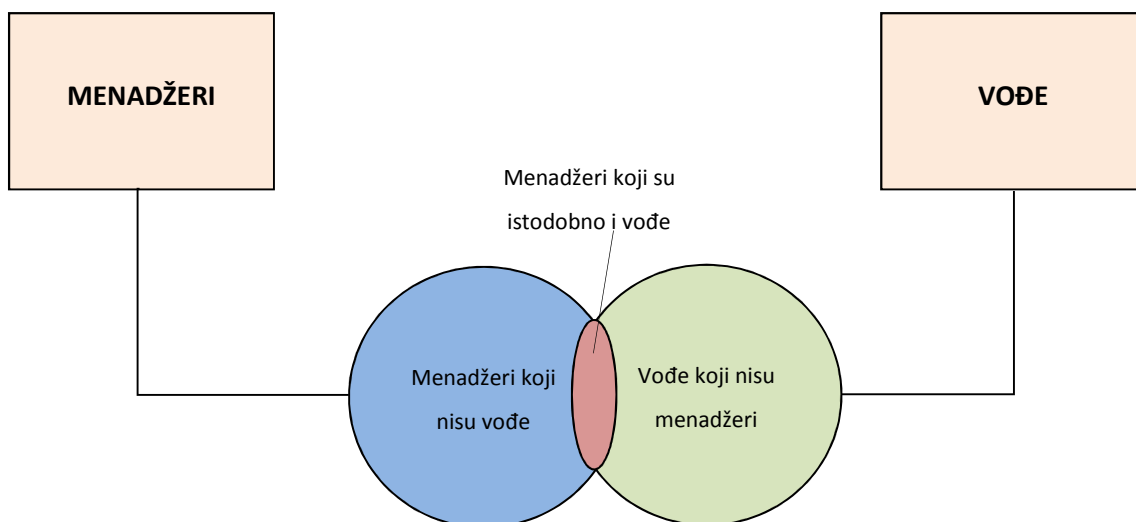 MENADŽERI
VOĐE
Menadžeri koji su
istodobno i vođe
Menadžeri koji
nisu vođe
Vođe koji nisu
menadžeri